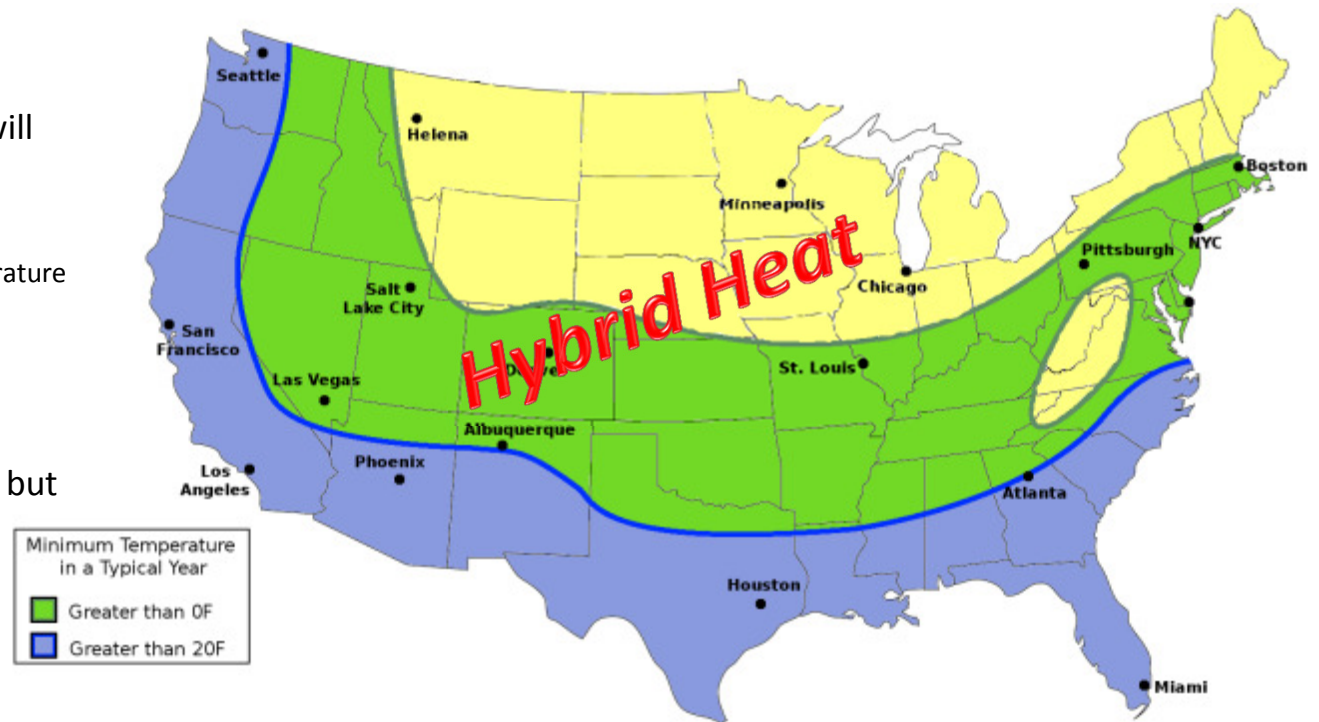 Seattle
will
Helena
Boston
Minneapolis
NYC
Pittsburgh
rature
Hybrid Heat
Chicago
Salt
Lake City
San
Francisco
St. Louis
Las Vegas
Albuquerque
Phoenix
Los
Angeles
but
Atlanta
Minimum Temperature
in a Typical Year
Greater than 0F
Greater than 20F
Houston
Miami